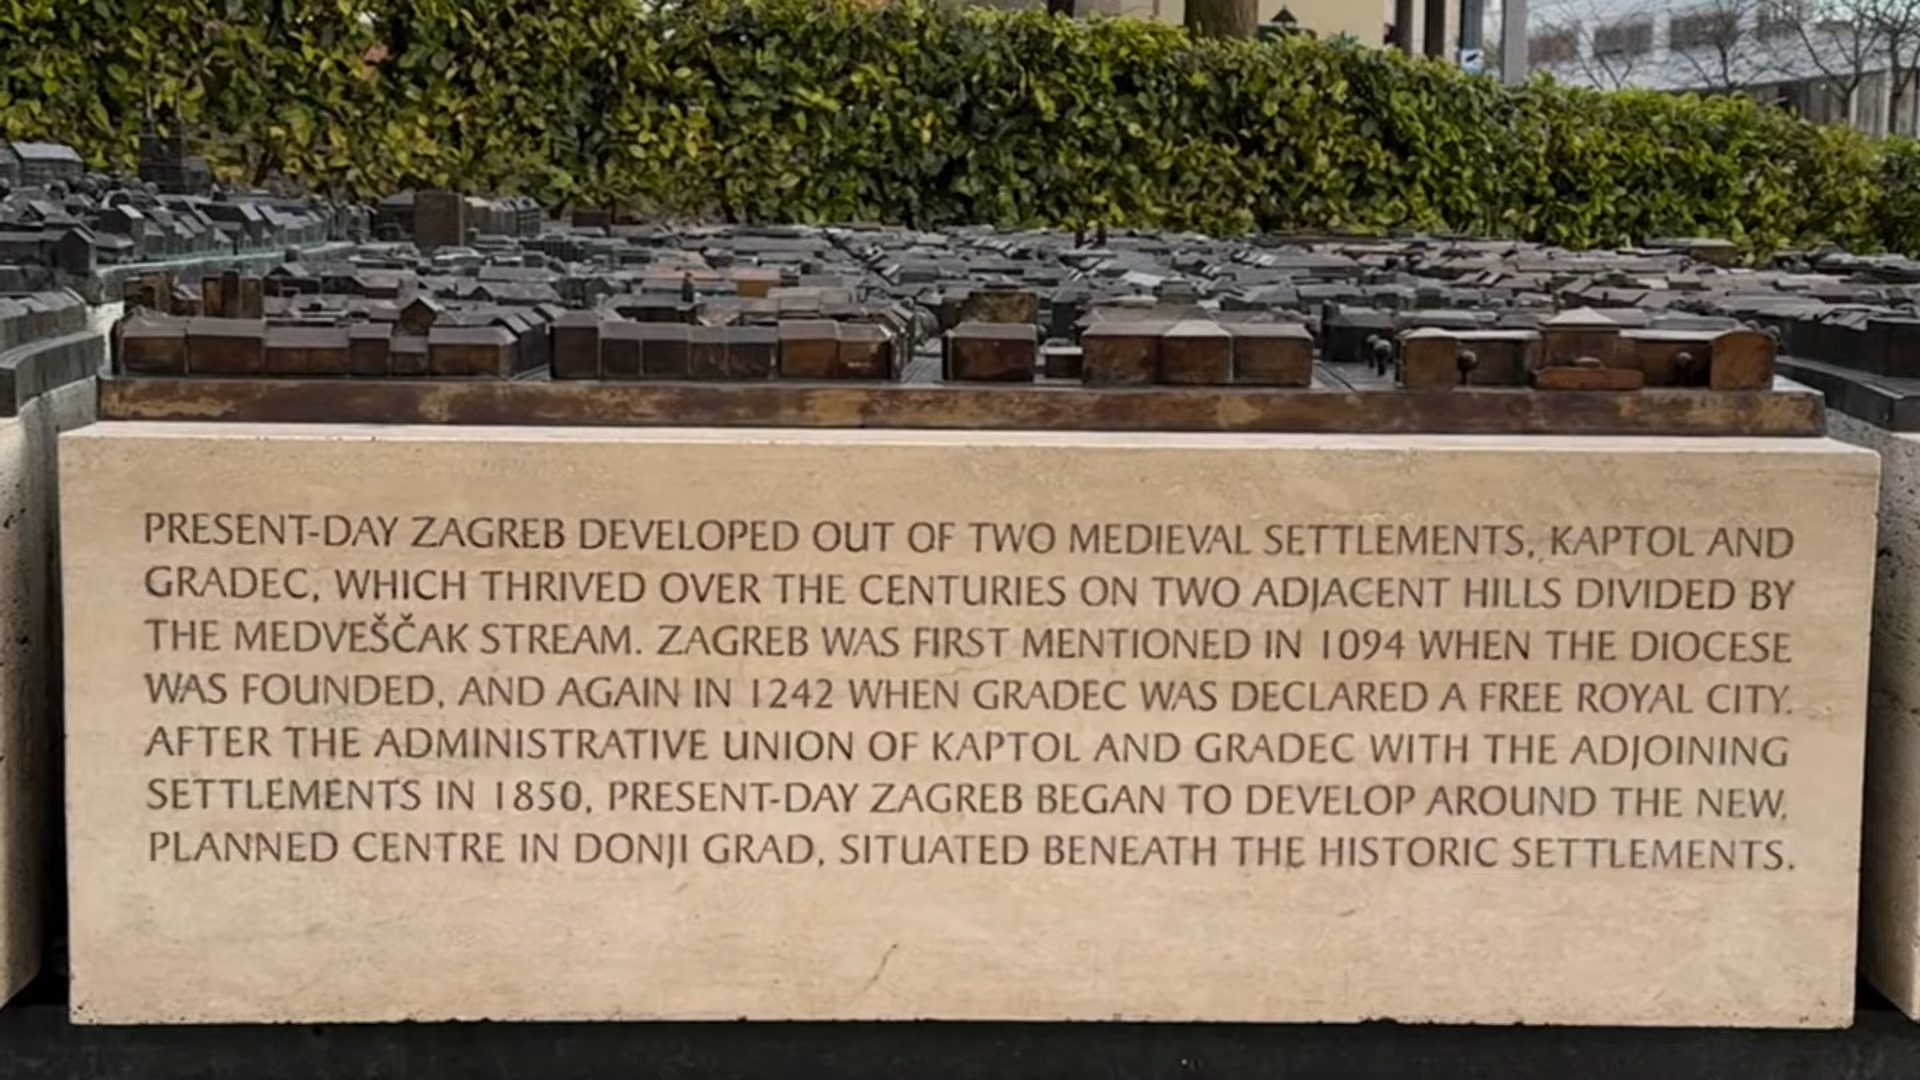 PRESENT-DAY ZAGREB DEVELOPED OUT OF TWO MEDIEVAL SETTLEMENTS, KAPTOL AND
GRADEC, WHICH THRIVED OVER THE CENTURIES ON TWO ADJACENT HILLS DIVIDED BY
THE MEDVEŠČAK STREAM. ZAGREB WAS FIRST MENTIONED IN 1094 WHEN THE DIOCESE
WAS FOUNDED, AND AGAIN IN 1242 WHEN GRADEC WAS DECLARED A FREE ROYAL CITY.
AFTER THE ADMINISTRATIVE UNION OF KAPTOL AND GRADEC WITH THE ADJOINING
SETTLEMENTS IN 1850, PRESENT-DAY ZAGREB BEGAN TO DEVELOP AROUND THE NEW,
PLANNED CENTRE IN DONJI GRAD, SITUATED BENEATH THE HISTORIC SETTLEMENTS.